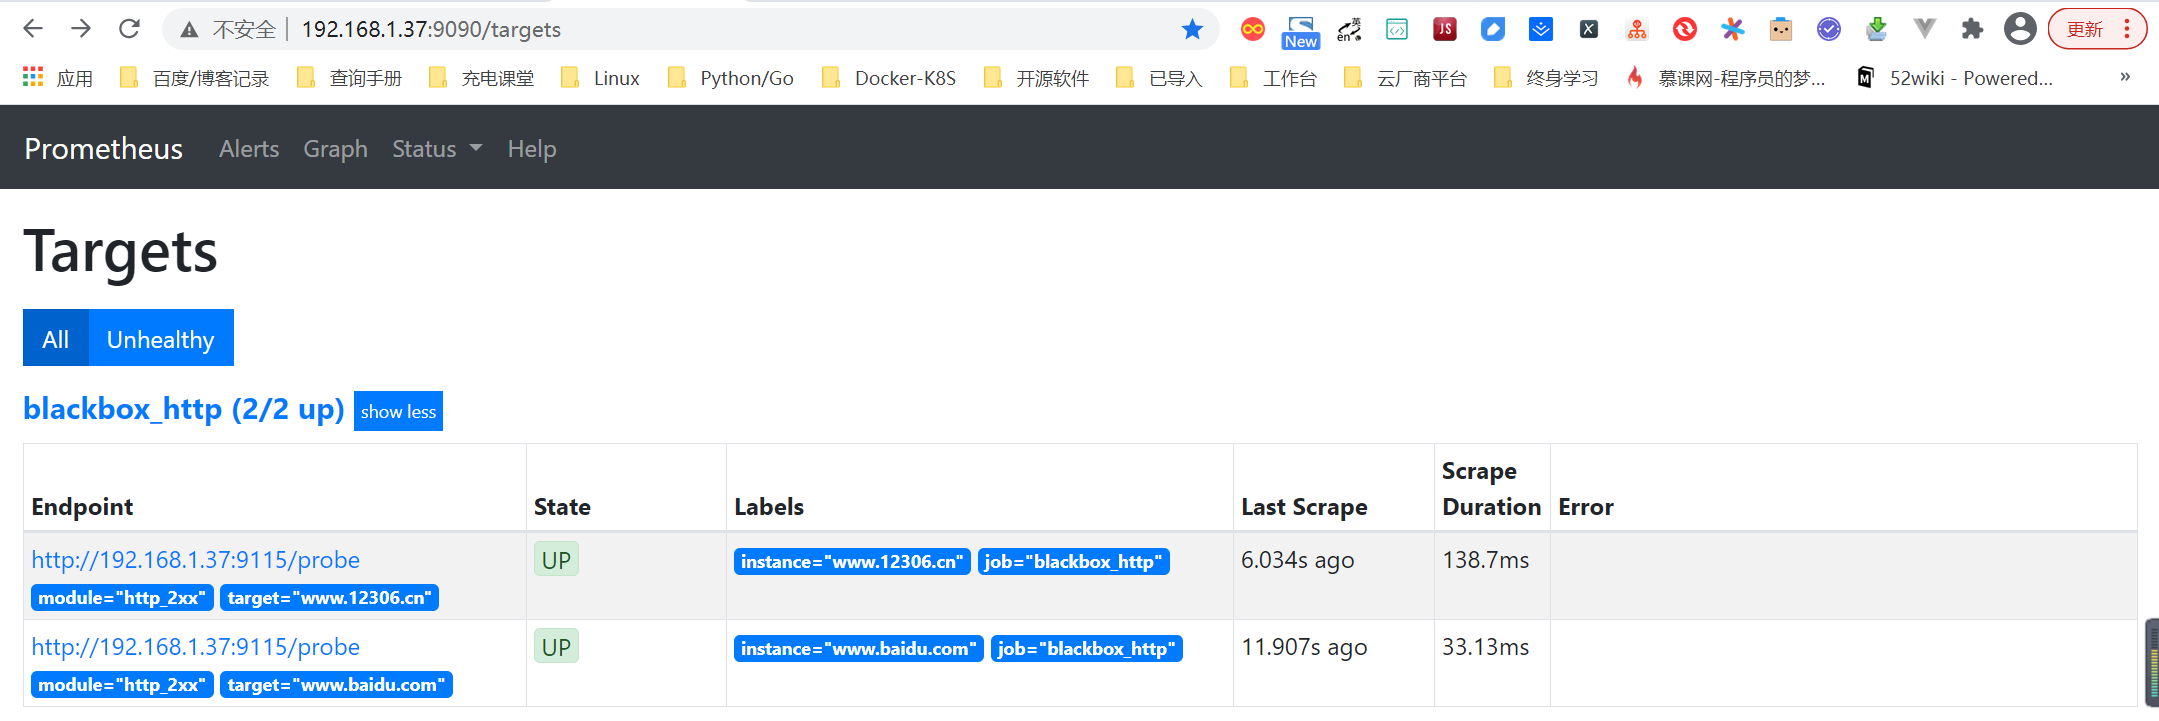 不安全 192.168.1.37:9090/targets New 英 en JS X 更新
应用 百度/博客记录 查询手册 充电课堂 Linux Python/Go Docker-K8S 开源软件 已导入 工作台 云厂商平台 终身学习 慕课网-程序员的梦... M 52wiki - Powered... »
Prometheus Alerts Graph Status Help
Targets
All Unhealthy
blackbox_http (2/2 up) show less
Endpoint State Labels Last Scrape Scrape Duration Error
http://192.168.1.37:9115/probe UP instance="www.12306.cn" job="blackbox_http" 6.034s ago 138.7ms
module="http_2xx" target="www.12306.cn"
http://192.168.1.37:9115/probe UP instance="www.baidu.com" job="blackbox_http" 11.907s ago 33.13ms
module="http_2xx" target="www.baidu.com"